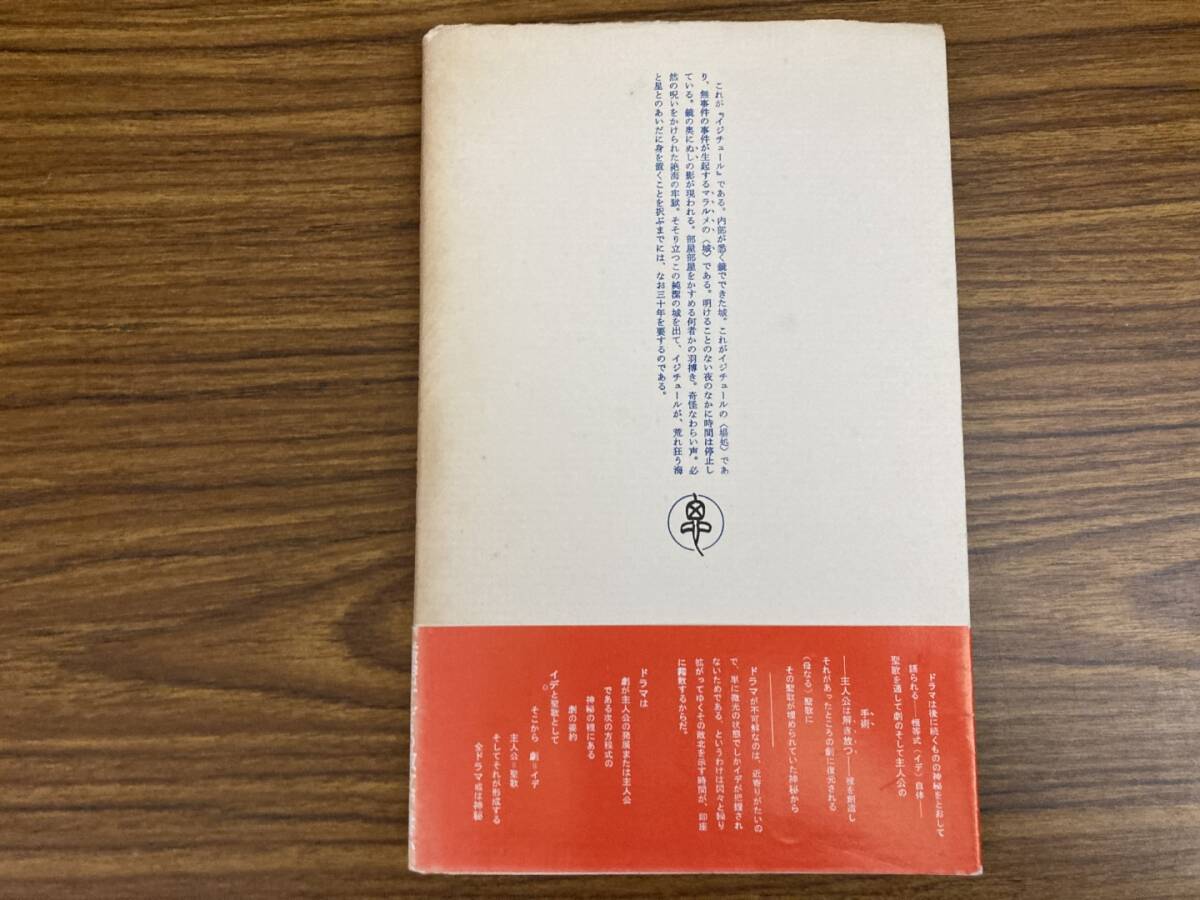 これが『イジチュール』である。内部が悉く鏡でできた城。これがイジチュールの〈場処〉であ
り、無事件の事件が生起するマラルメの〈城〉である。明けることのない夜のなかに時間は停止し
ている。鏡の奥にぬしの影が現われる。部屋部屋をかすめる何者かの羽搏き。奇怪なわらい声。必
然の呪いをかけられた絶海の牢獄。そそり立つこの純潔の城を出て、イジチュールが、荒れ狂う海
と星とのあいだに身を置くことを択ぶまでには、なお三十年を要するのである。
ドラマは後に続くものの神秘をとおして
語られる——恒等式（イデ）自体——
聖歌を通して劇のそして主人公の
手術
——主人公は解き放つ——彼を創造し
それがあったところの劇に復元される
（母なる）聖歌に
その聖歌が埋められていた神秘から
ドラマが不可解なのは、近寄りがたいの
で、単に微光の状態でしかイデが把握され
ないためである、というわけは悶々と繰り
拡がってゆくその敗北を示す時間が、即座
に霧散するからだ。
ドラマは
劇が主人公の発展または主人公
である次の方程式の
神秘の裡にある
劇の要約
イデと聖歌として
そこから 劇＝イデ
主人公＝聖歌
そしてそれが形成する
全ドラマ或は神秘